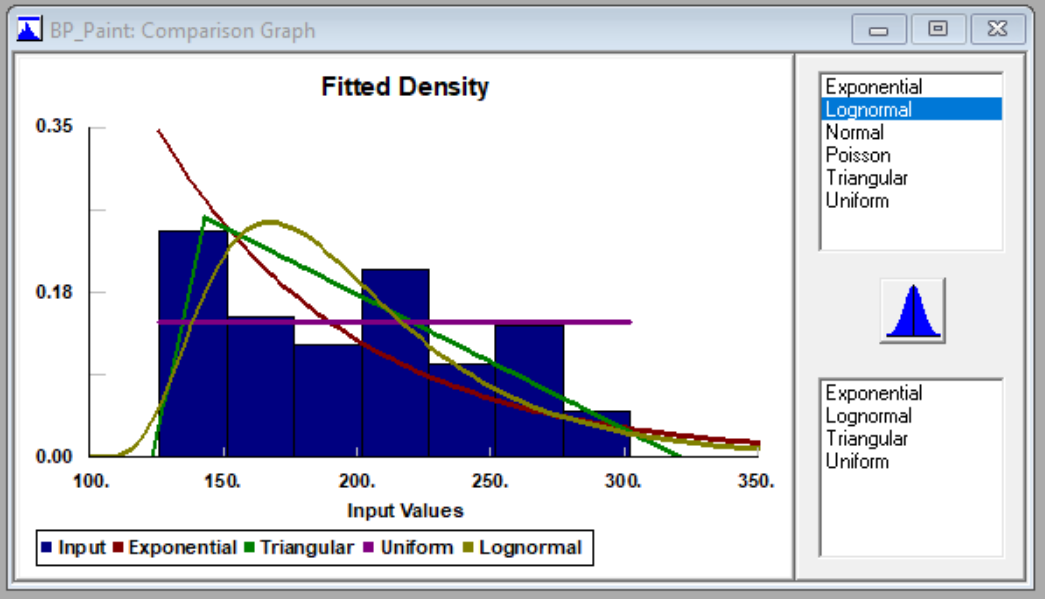 BP_Paint: Comparison Graph
Fitted Density
0.35
0.18
0.00
100. 150. 200. 250. 300. 350.
Input Values
Input Exponential Triangular Uniform Lognormal
Exponential
Lognormal
Normal
Poisson
Triangular
Uniform
Exponential
Lognormal
Triangular
Uniform